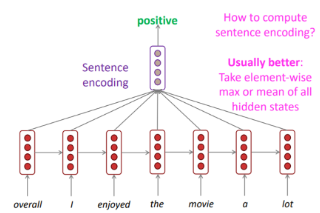 positive
How to compute
sentence encoding?
Sentence
encoding
Usually better:
Take element-wise
max or mean of all
hidden states
overall I enjoyed the movie a lot